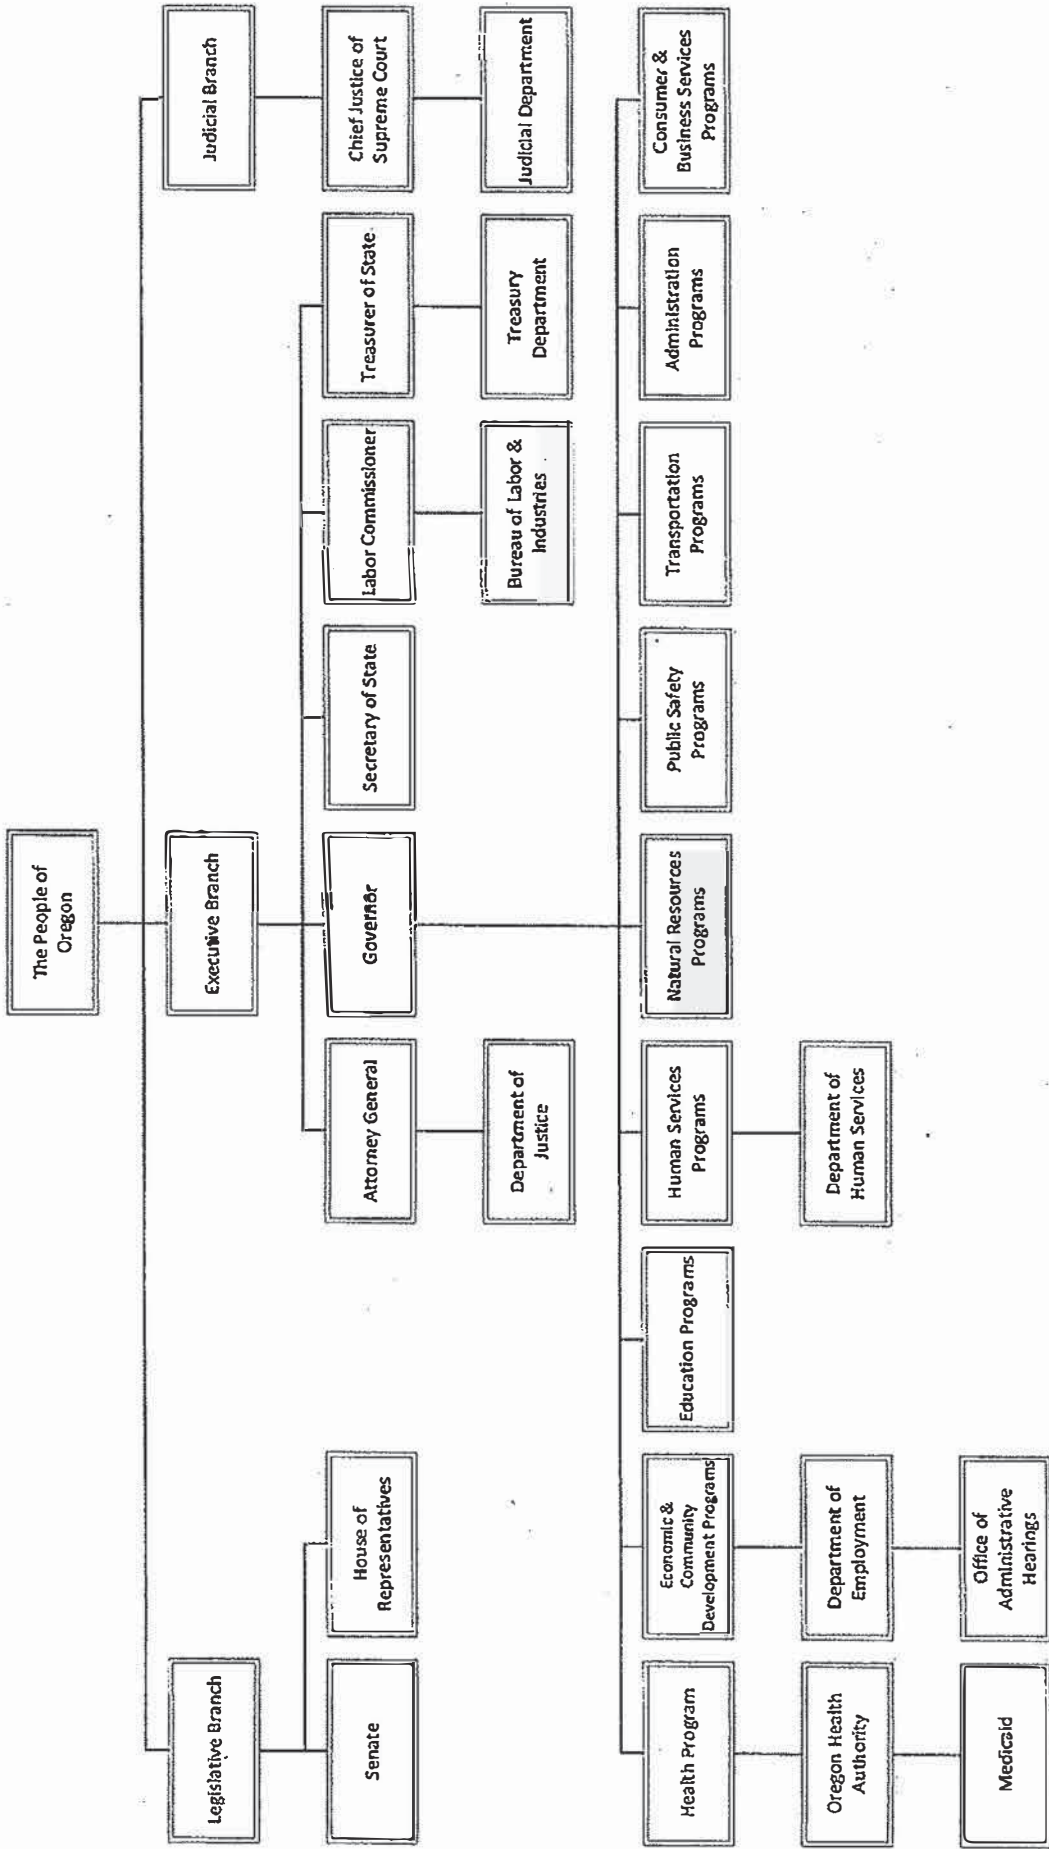 The People of
Oregon
Legislative Branch
Executive Branch
Judicial Branch
Senate
House of
Representatives
Attorney General
Governor
Secretary of State
Labor Commissioner
Treasurer of State
Chief Justice of
Supreme Court
Department of
Justice
Bureau of Labor &
Industries
Treasury
Department
Judicial Department
Health Program
Economic &
Community
Development Programs
Education Programs
Human Services
Programs
Natural Resources
Programs
Public Safety
Programs
Transportation
Programs
Administration
Programs
Consumer &
Business Services
Programs
Oregon Health
Authority
Department of
Employment
Department of
Human Services
Medicaid
Office of
Administrative
Hearings